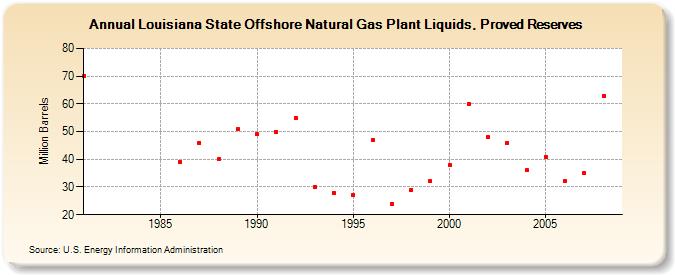 Annual Louisiana State Offshore Natural Gas Plant Liquids, Proved Reserves
Million Barrels
80
70
60
50
40
30
20
1985 1990 1995 2000 2005
Source: U.S. Energy Information Administration